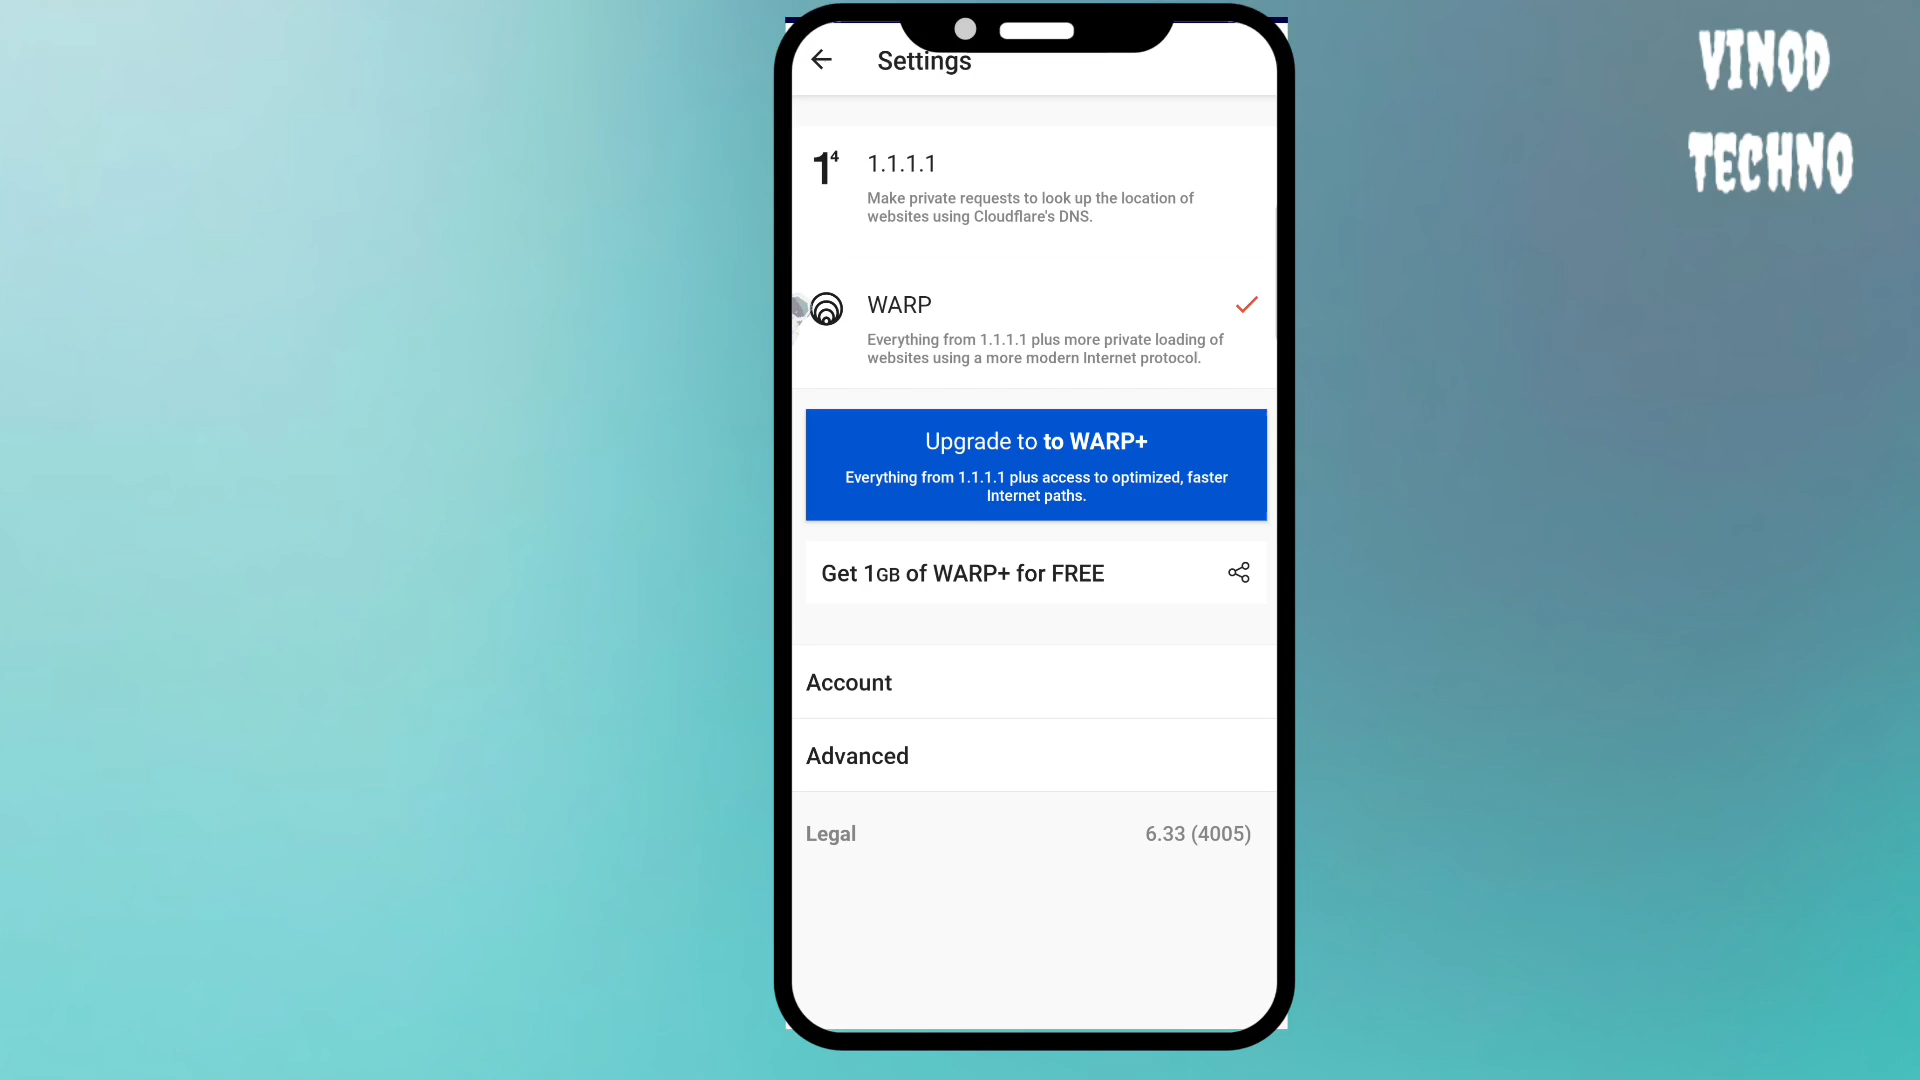 VINOD
TECHNO
Settings
1⁴
1.1.1.1
Make private requests to look up the location of
websites using Cloudflare's DNS.
WARP
Everything from 1.1.1.1 plus more private loading of
websites using a more modern Internet protocol.
Upgrade to to WARP+
Everything from 1.1.1.1 plus access to optimized, faster
Internet paths.
Get 1GB of WARP+ for FREE
Account
Advanced
Legal 6.33 (4005)